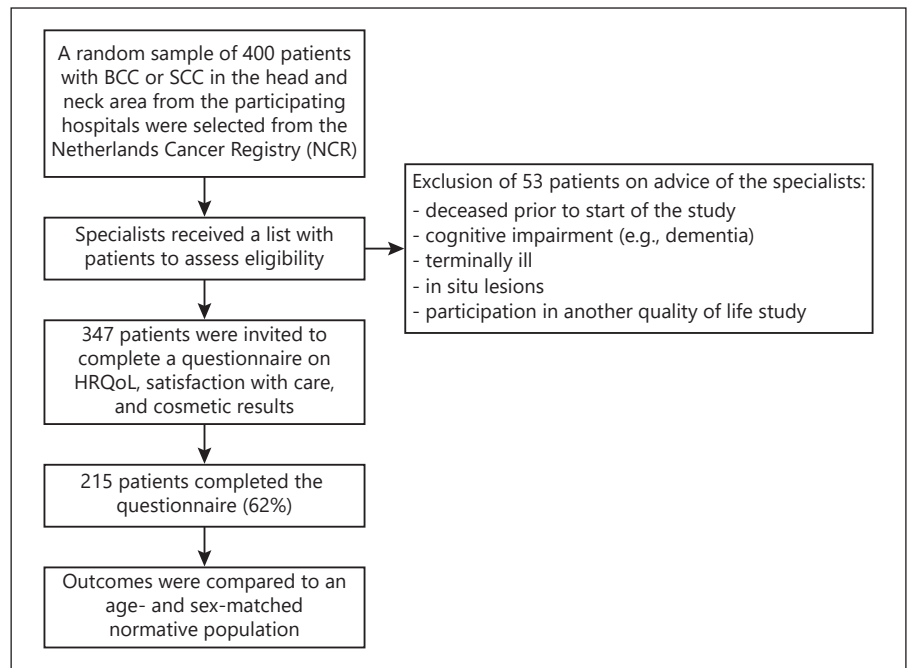 A random sample of 400 patients
with BCC or SCC in the head and
neck area from the participating
hospitals were selected from the
Netherlands Cancer Registry (NCR)
Specialists received a list with
patients to assess eligibility
Exclusion of 53 patients on advice of the specialists:
- deceased prior to start of the study
- cognitive impairment (e.g., dementia)
- terminally ill
- in situ lesions
- participation in another quality of life study
347 patients were invited to
complete a questionnaire on
HRQoL, satisfaction with care,
and cosmetic results
215 patients completed the
questionnaire (62%)
Outcomes were compared to an
age- and sex-matched
normative population